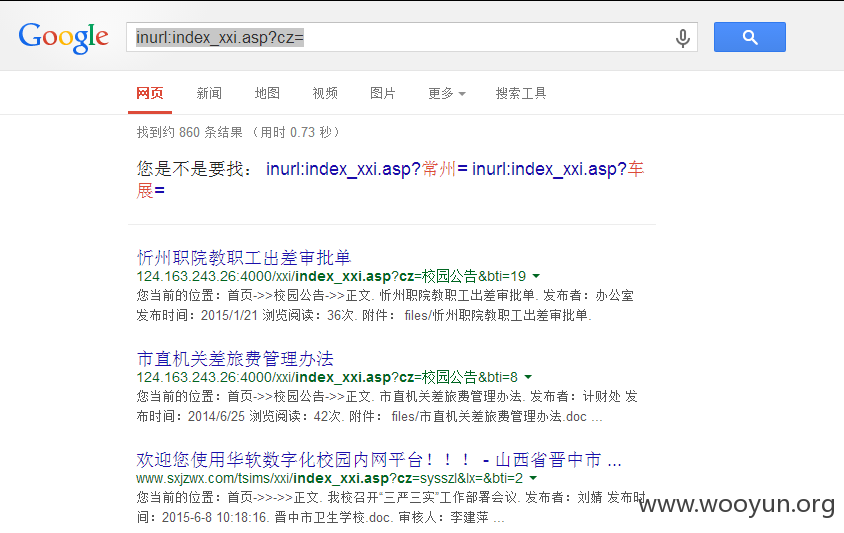 Google inurl:index_xxi.asp?cz=
网页 新闻 地图 视频 图片 更多 搜索工具
找到约 860 条结果 （用时 0.73 秒）
您是不是要找： inurl:index_xxi.asp?常州= inurl:index_xxi.asp?车
展=
忻州职院教职工出差审批单
124.163.243.26:4000/xxi/index_xxi.asp?cz=校园公告&bti=19
您当前的位置：首页->>校园公告->>正文. 忻州职院教职工出差审批单. 发布者：办公室
发布时间：2015/1/21 浏览阅读：36次. 附件： files/忻州职院教职工出差审批单.
市直机关差旅费管理办法
124.163.243.26:4000/xxi/index_xxi.asp?cz=校园公告&bti=8
您当前的位置：首页->>校园公告->>正文. 市直机关差旅费管理办法. 发布者：计财处 发
布时间：2014/6/25 浏览阅读：42次. 附件： files/市直机关差旅费管理办法.doc ...
欢迎您使用华软数字化校园内网平台！！！ - 山西省晋中市 ...
www.sxjzwx.com/tsims/xxi/index_xxi.asp?cz=sysszl&lx=&bti=2
您当前的位置：首页->>->>正文. 我校召开“三严三实”工作部署会议. 发布者：刘婧 发布时
间：2015-6-8 10:18:16. 晋中市卫生学校.doc. 审核人：李建萍 ...
www.wooyun.org